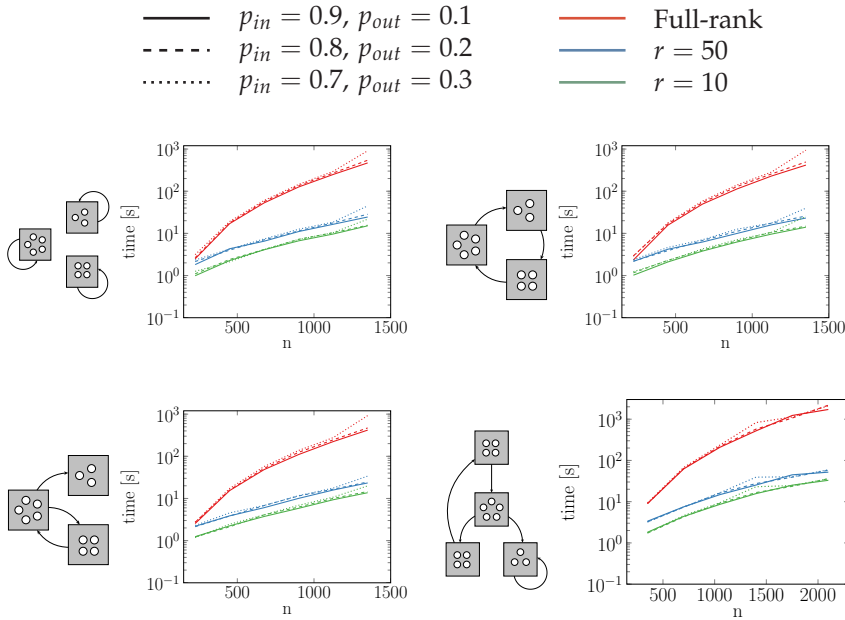 p_in = 0.9, p_out = 0.1
p_in = 0.8, p_out = 0.2
p_in = 0.7, p_out = 0.3
Full-rank
r = 50
r = 10
10^3
10^2
10^1
10^0
10^−1
time [s]
500 1000 1500
n
10^3
10^2
10^1
10^0
10^−1
time [s]
500 1000 1500
n
10^3
10^2
10^1
10^0
10^−1
time [s]
500 1000 1500
n
10^3
10^2
10^1
10^0
10^−1
time [s]
500 1000 1500 2000
n